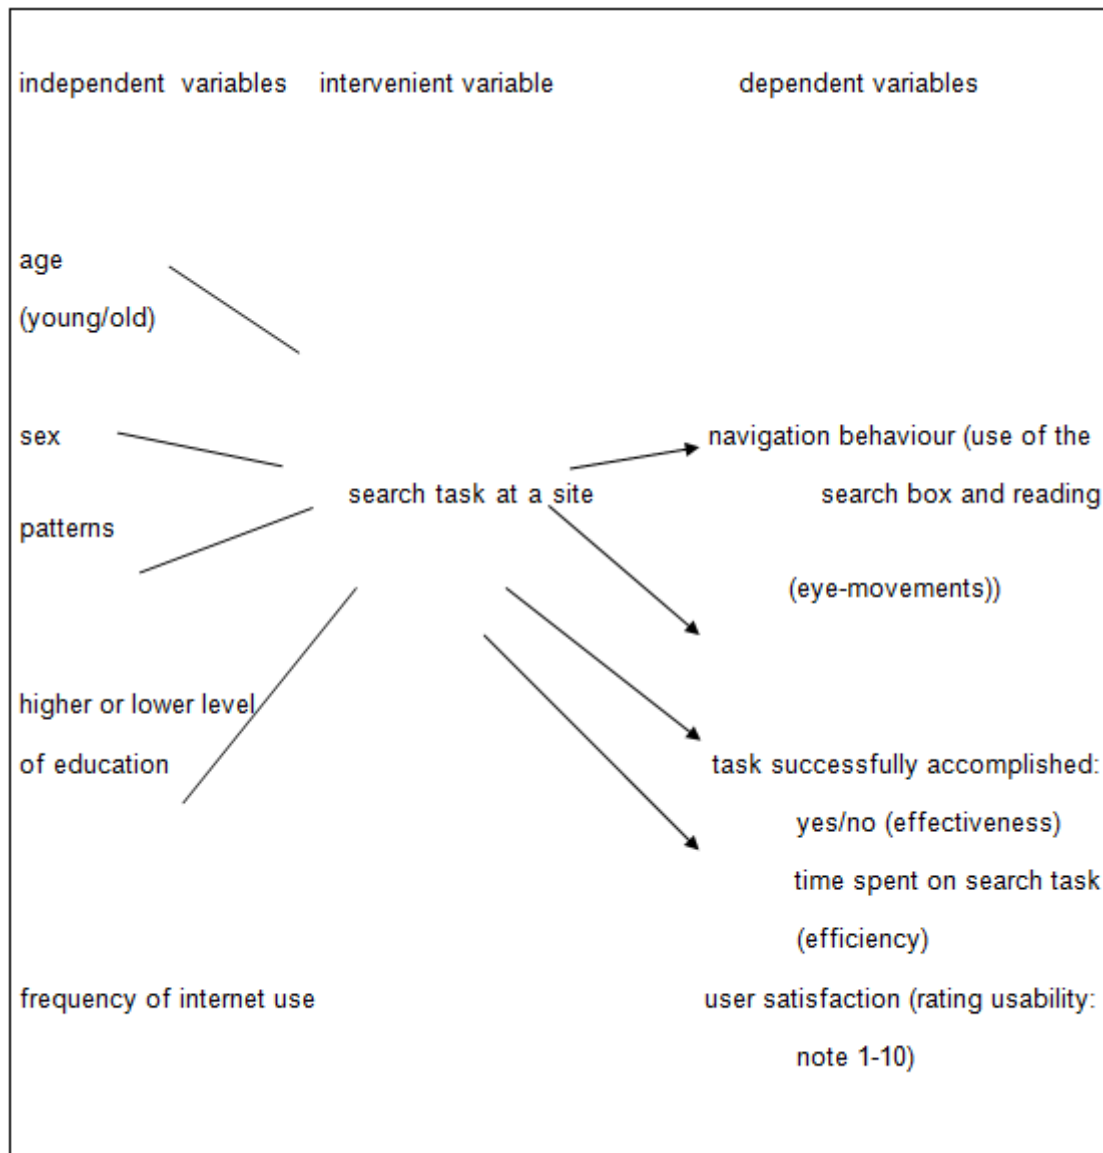 independent variables intervenient variable dependent variables
age
(young/old)
sex navigation behaviour (use of the
search task at a site search box and reading
patterns
(eye-movements))
higher or lower level
of education task successfully accomplished:
yes/no (effectiveness)
time spent on search task
(efficiency)
frequency of internet use user satisfaction (rating usability:
note 1-10)